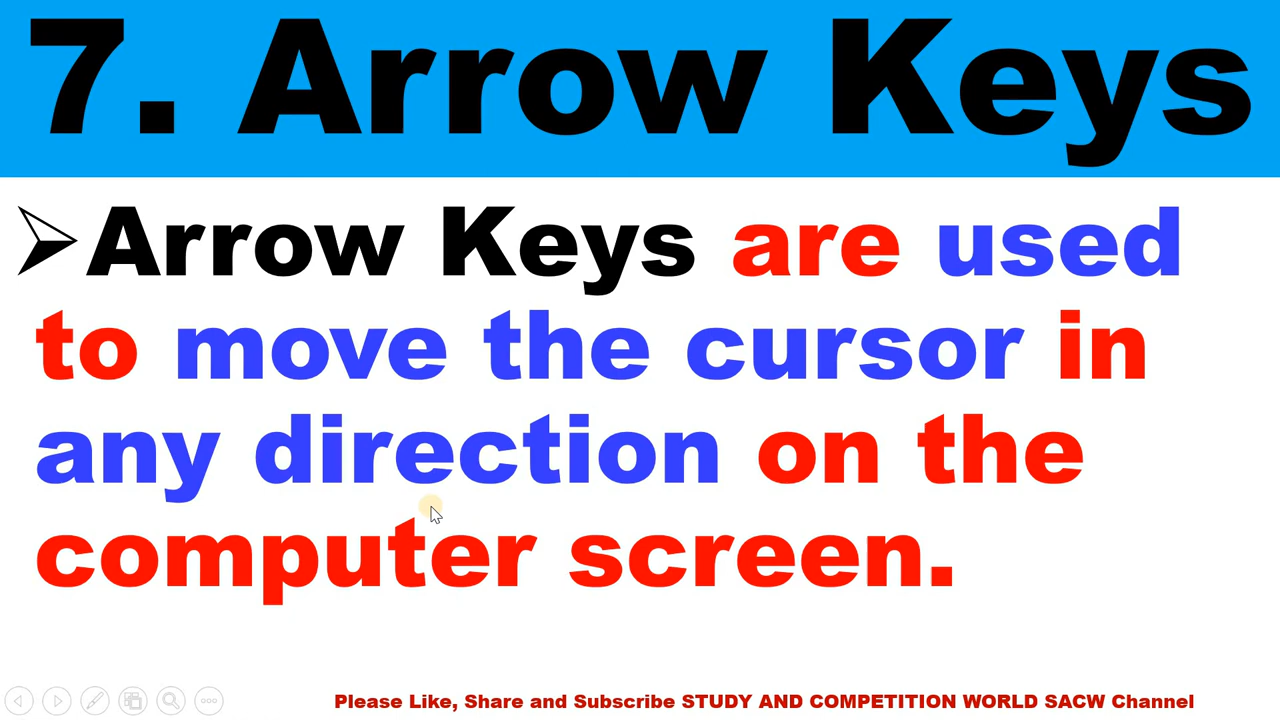 7. Arrow Keys
Arrow Keys are used
to move the cursor in
any direction on the
computer screen.
Please Like, Share and Subscribe STUDY AND COMPETITION WORLD SACW Channel